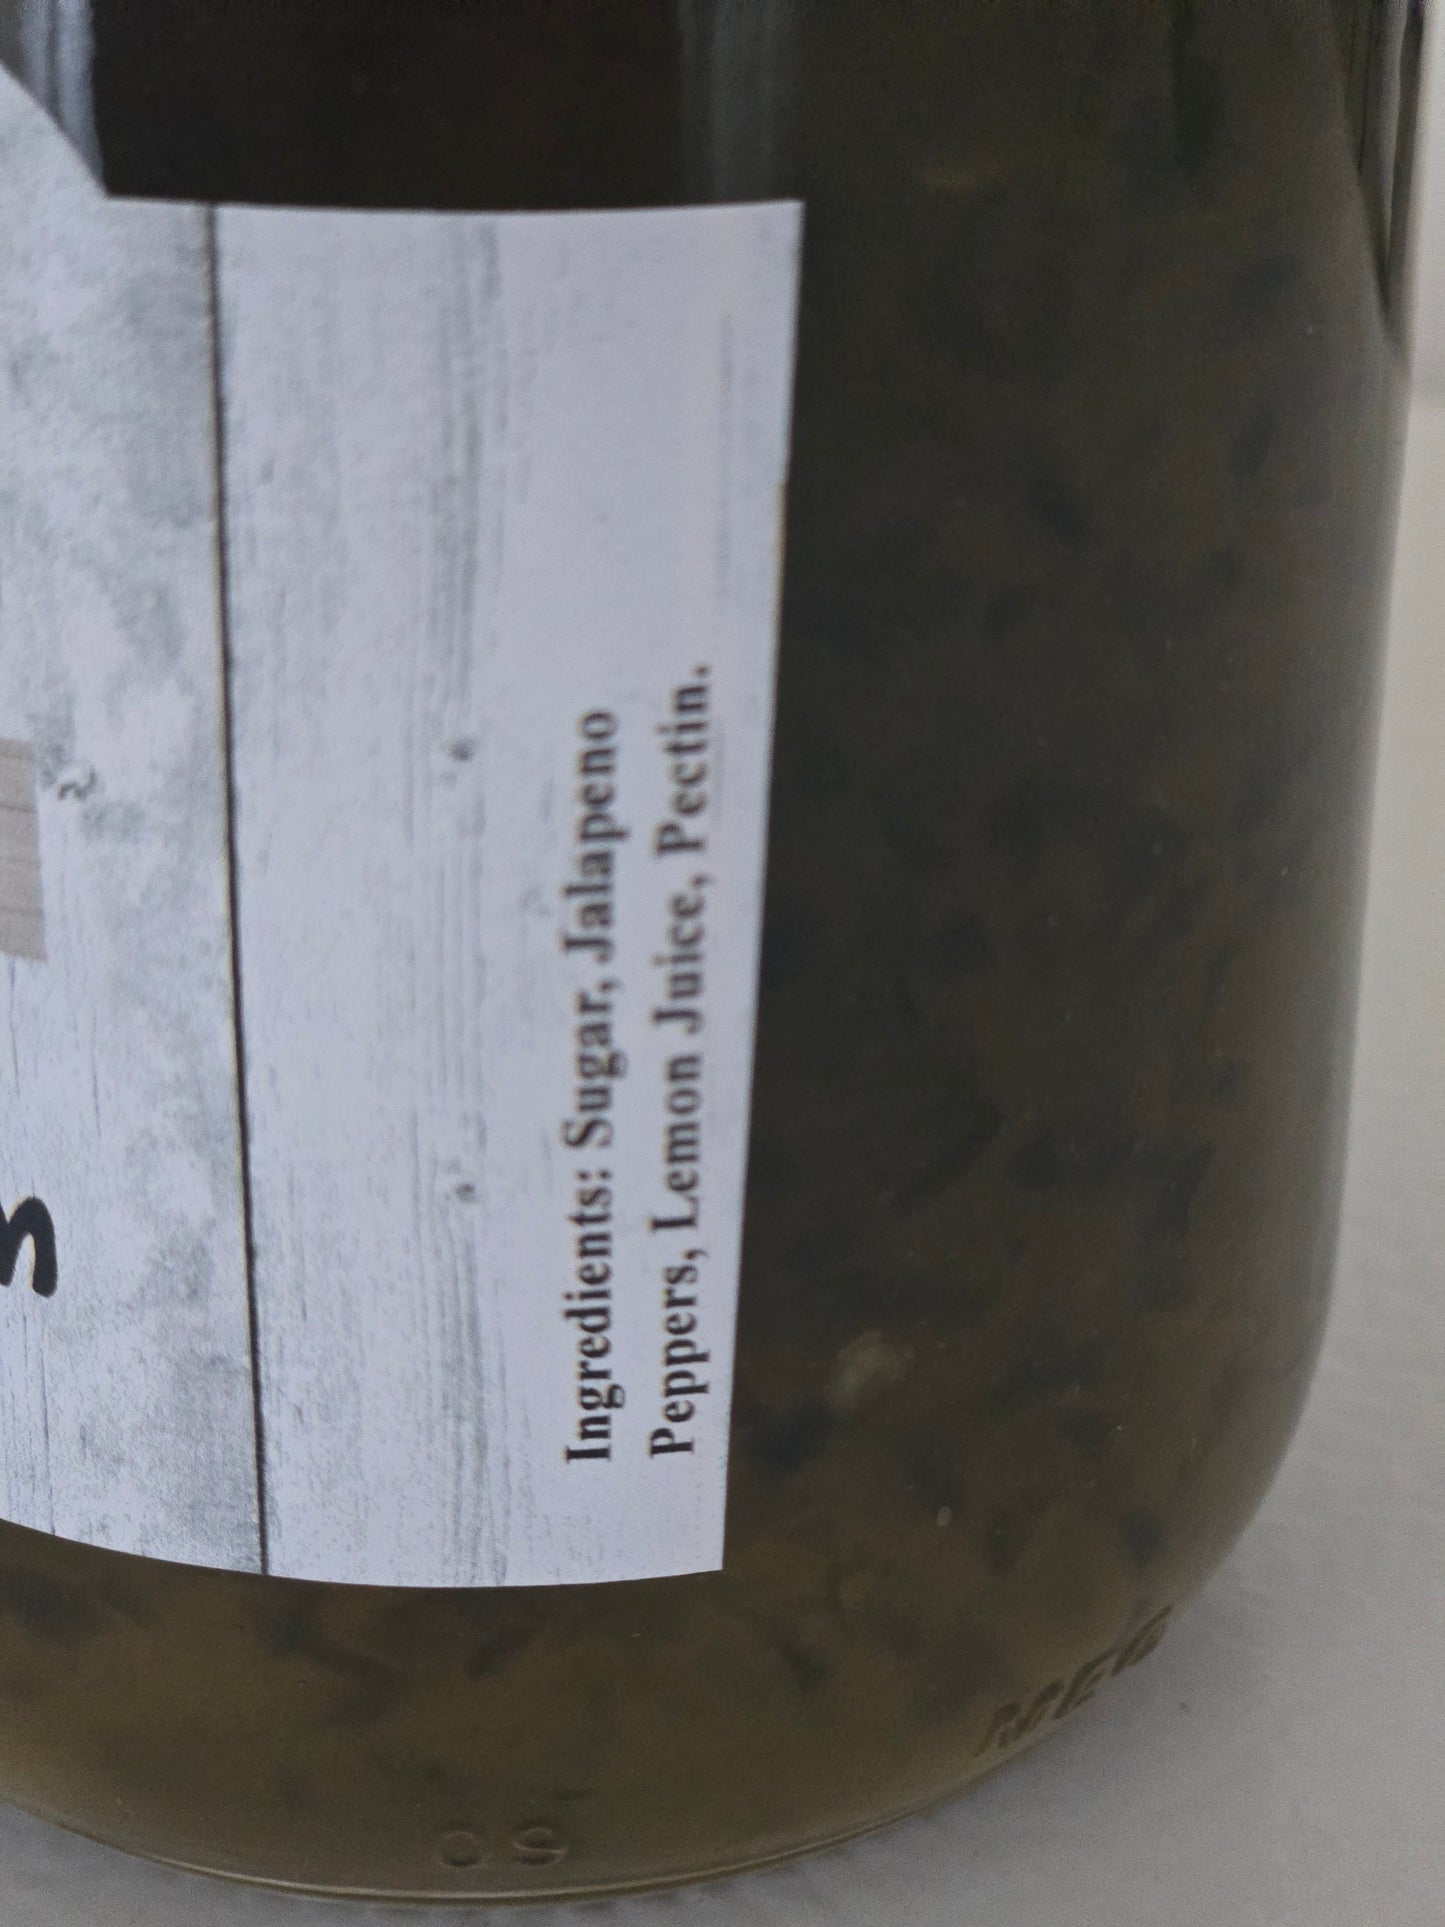 Ingredients: Sugar, Jalapeno
Peppers, Lemon Juice, Pectin.